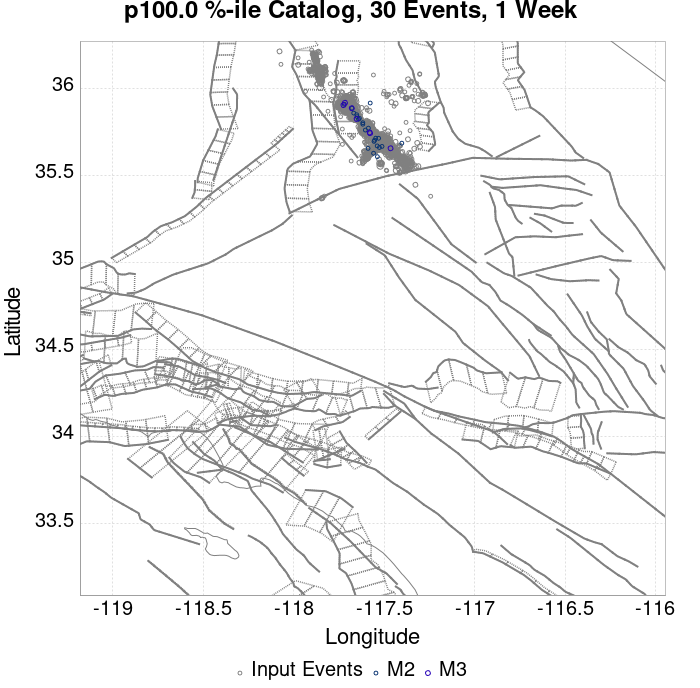 p100.0 %-ile Catalog, 30 Events, 1 Week
36
35.5
35
34.5
34
33.5
Latitude
-119
-118.5
-118
-117.5
-117
-116.5
-116
Longitude
Input Events
M2
M3